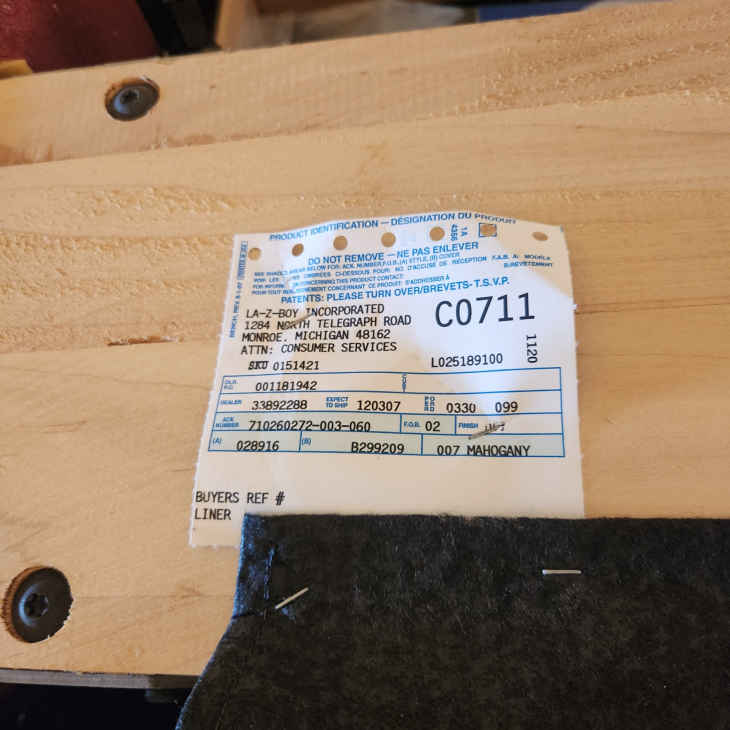 PRODUCT IDENTIFICATION — DÉSIGNATION DU PRODUIT
4356 1A
DO NOT REMOVE — NE PAS ENLEVER
PATENTS: PLEASE TURN OVER/BREVETS- T.S.V.P.
LA-Z-BOY INCORPORATED
1284 NORTH TELEGRAPH ROAD
MONROE, MICHIGAN 48162
ATTN: CONSUMER SERVICES
C0711
1120
SKU 0151421
L025189100
001181942
DEALER 33892288 EXPECT TO SHIP 120307 0330 099
ACK NUMBER 710260272-003-060 F.O.B. 02 FINISH
(A) 028916 (B) B299209 007 MAHOGANY
BUYERS REF #
LINER